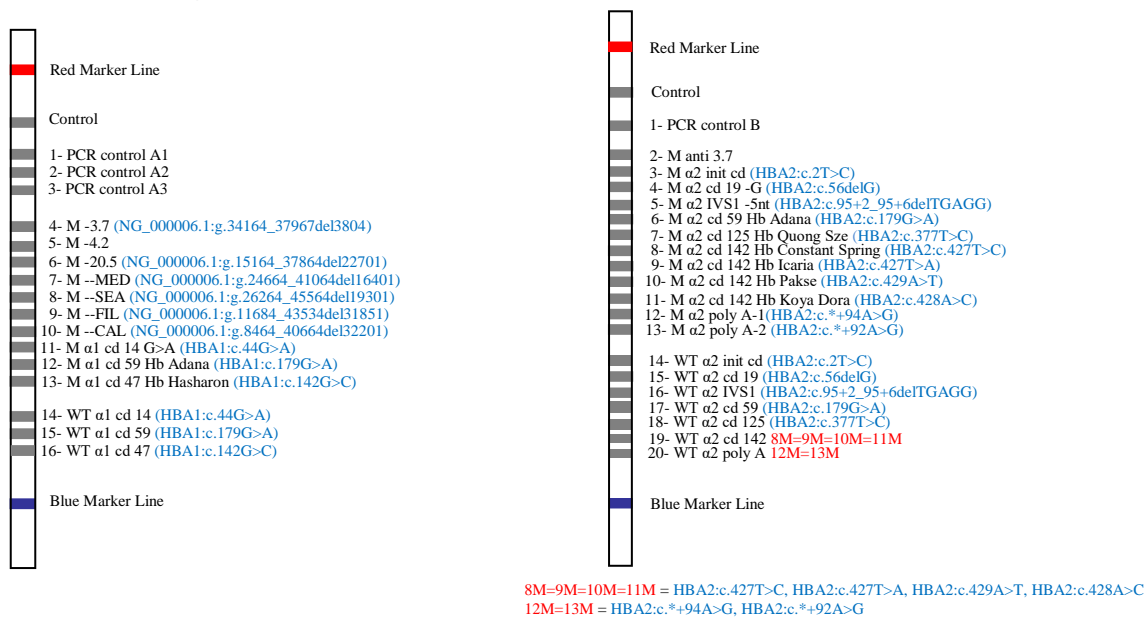 Red Marker Line
Control
1- PCR control A1
2- PCR control A2
3- PCR control A3
4- M -3.7 (NG_000006.1:g.34164_37967del3804)
5- M -4.2
6- M -20.5 (NG_000006.1:g.15164_37864del22701)
7- M --MED (NG_000006.1:g.24664_41064del16401)
8- M --SEA (NG_000006.1:g.26264_45564del19301)
9- M --FIL (NG_000006.1:g.11684_43534del31851)
10- M --CAL (NG_000006.1:g.8464_40664del32201)
11- M α1 cd 14 G>A (HBA1:c.44G>A)
12- M α1 cd 59 Hb Adana (HBA1:c.179G>A)
13- M α1 cd 47 Hb Hasharon (HBA1:c.142G>C)
14- WT α1 cd 14 (HBA1:c.44G>A)
15- WT α1 cd 59 (HBA1:c.179G>A)
16- WT α1 cd 47 (HBA1:c.142G>C)
Blue Marker Line
Red Marker Line
Control
1- PCR control B
2- M anti 3.7
3- M α2 init cd (HBA2:c.2T>C)
4- M α2 cd 19 -G (HBA2:c.56delG)
5- M α2 IVS1 -5nt (HBA2:c.95+2_95+6delTGAGG)
6- M α2 cd 59 Hb Adana (HBA2:c.179G>A)
7- M α2 cd 125 Hb Quong Sze (HBA2:c.377T>C)
8- M α2 cd 142 Hb Constant Spring (HBA2:c.427T>C)
9- M α2 cd 142 Hb Icaria (HBA2:c.427T>A)
10- M α2 cd 142 Hb Pakse (HBA2:c.429A>T)
11- M α2 cd 142 Hb Koya Dora (HBA2:c.428A>C)
12- M α2 poly A-1(HBA2:c.*+94A>G)
13- M α2 poly A-2(HBA2:c.*+92A>G)
14- WT α2 init cd (HBA2:c.2T>C)
15- WT α2 cd 19 (HBA2:c.56delG)
16- WT α2 IVS1 (HBA2:c.95+2_95+6delTGAGG)
17- WT α2 cd 59 (HBA2:c.179G>A)
18- WT α2 cd 125 (HBA2:c.377T>C)
19- WT α2 cd 142 8M=9M=10M=11M
20- WT α2 poly A 12M=13M
Blue Marker Line
8M=9M=10M=11M = HBA2:c.427T>C, HBA2:c.427T>A, HBA2:c.429A>T, HBA2:c.428A>C
12M=13M = HBA2:c.*+94A>G, HBA2:c.*+92A>G